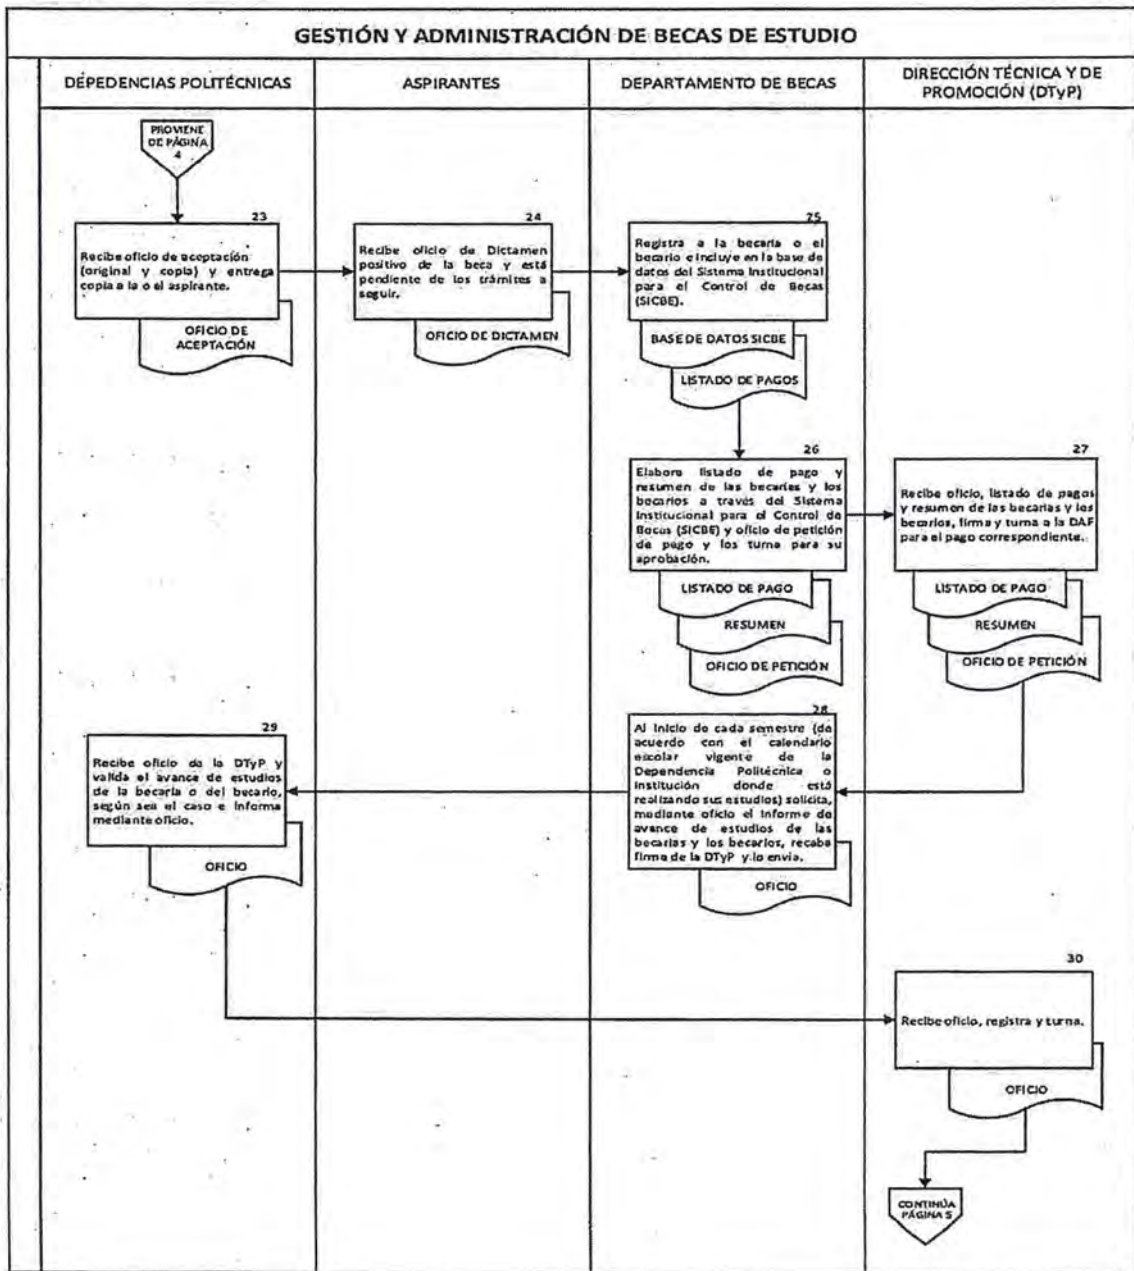 GESTIÓN Y ADMINISTRACIÓN DE BECAS DE ESTUDIO
DEPEDENCIAS POLITÉCNICAS
ASPIRANTES
DEPARTAMENTO DE BECAS
DIRECCIÓN TÉCNICA Y DE
PROMOCIÓN (DTyP)
PROVIENE
DE PÁGINA
4
23
Recibe oficio de aceptación
(original y copia) y entrega
copia a la o el aspirante.
OFICIO DE
ACEPTACIÓN
24
Recibe oficio de Dictamen
positivo de la beca y está
pendiente de los trámites a
seguir.
OFICIO DE DICTAMEN
25
Registra a la becaria o el
becario e incluye en la base de
datos del Sistema Institucional
para el Control de Becas
(SICBE).
BASE DE DATOS SICBE
LISTADO DE PAGOS
26
Elabora listado de pago y
resumen de las becarias y los
becarios a través del Sistema
Institucional para el Control de
Becas (SICBE) y oficio de petición
de pago y los turna para su
aprobación.
LISTADO DE PAGO
RESUMEN
OFICIO DE PETICIÓN
27
Recibe oficio, listado de pagos
y resumen de las becarias y los
becarios, firma y turna a la DAF
para el pago correspondiente.
LISTADO DE PAGO
RESUMEN
OFICIO DE PETICIÓN
28
Al inicio de cada semestre (de
acuerdo con el calendario
escolar vigente de la
Dependencia Politécnica o
Institución donde está
realizando sus estudios) solicita,
mediante oficio el informe de
avance de estudios de las
becarias y los becarios, recaba
firma de la DTyP y lo envía.
OFICIO
29
Recibe oficio de la DTyP y
valida el avance de estudios
de la becaria o del becario,
según sea el caso e informa
mediante oficio.
OFICIO
30
Recibe oficio, registra y turna.
OFICIO
CONTINÚA
PÁGINA 5